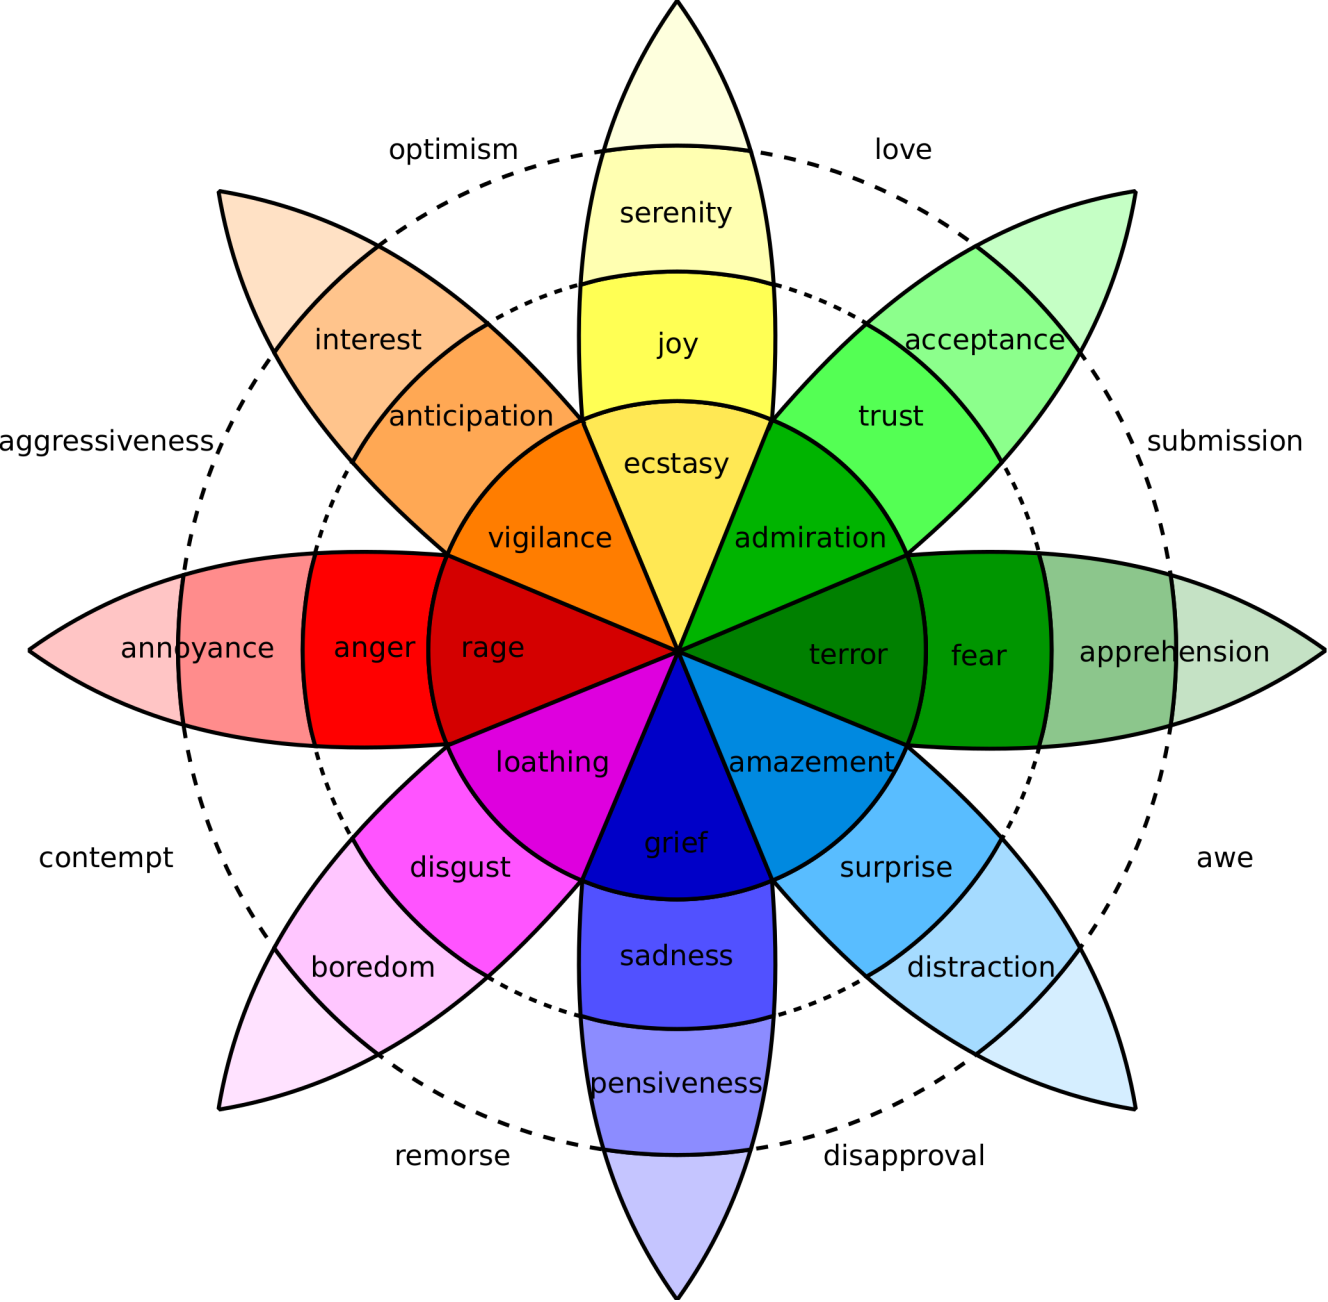 optimism
love
serenity
interest
joy
acceptance
anticipation
trust
aggressiveness
submission
ecstasy
vigilance
admiration
annoyance
anger
rage
terror
fear
apprehension
loathing
amazement
grief
contempt
disgust
surprise
awe
sadness
boredom
distraction
pensiveness
remorse
disapproval